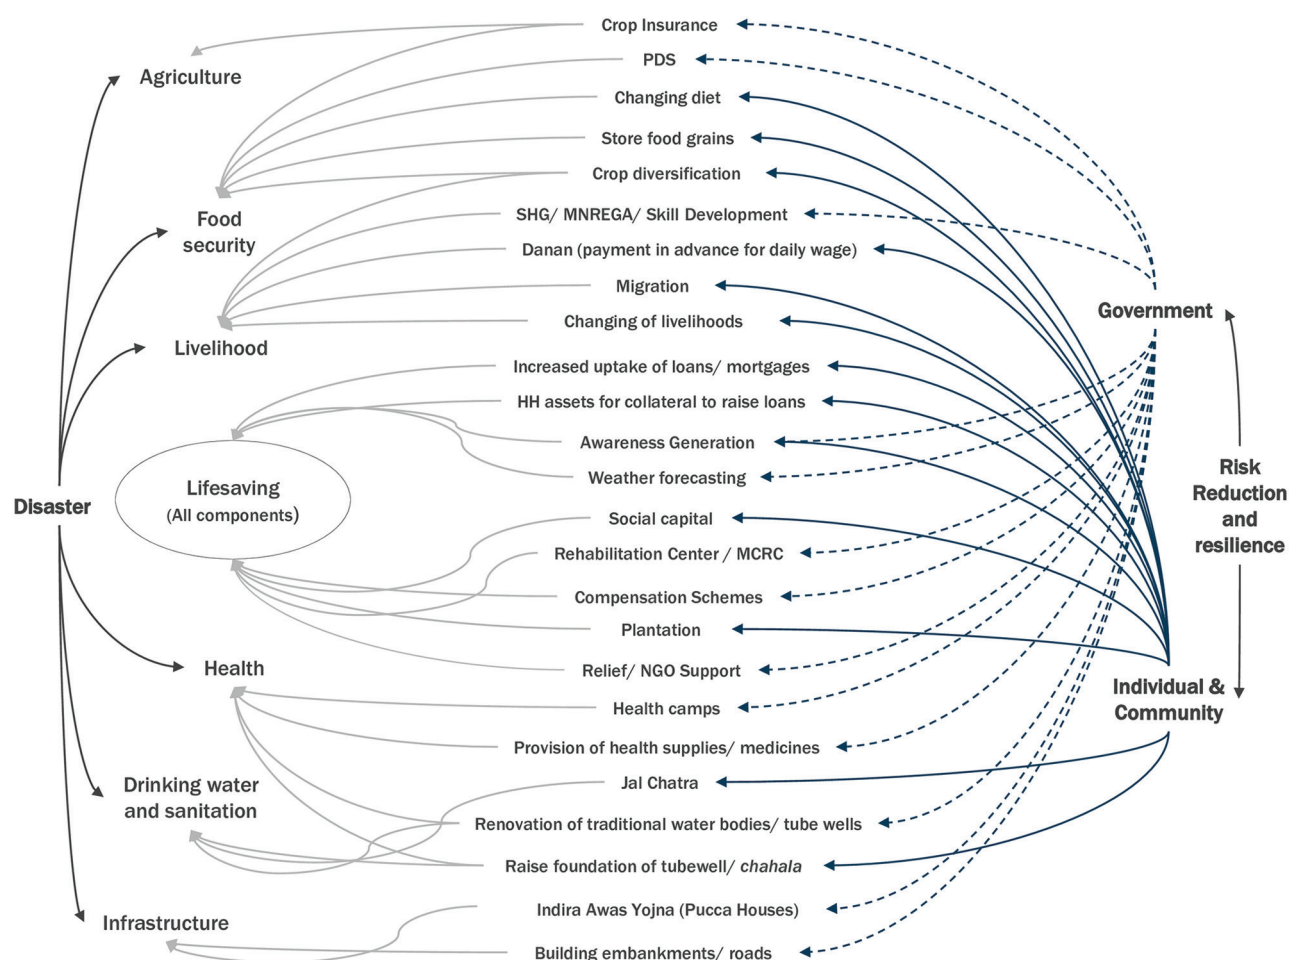 Crop Insurance
PDS
Changing diet
Store food grains
Crop diversification
SHG/ MNREGA/ Skill Development
Danan (payment in advance for daily wage)
Migration
Changing of livelihoods
Increased uptake of loans/ mortgages
HH assets for collateral to raise loans
Awareness Generation
Weather forecasting
Social capital
Rehabilitation Center / MCRC
Compensation Schemes
Plantation
Relief/ NGO Support
Health camps
Provision of health supplies/ medicines
Jal Chatra
Renovation of traditional water bodies/ tube wells
Raise foundation of tubewell/ chahala
Indira Awas Yojna (Pucca Houses)
Building embankments/ roads
Agriculture
Food
security
Livelihood
Lifesaving
(All components)
Disaster
Health
Drinking water
and sanitation
Infrastructure
Government
Risk
Reduction
and
resilience
Individual &
Community